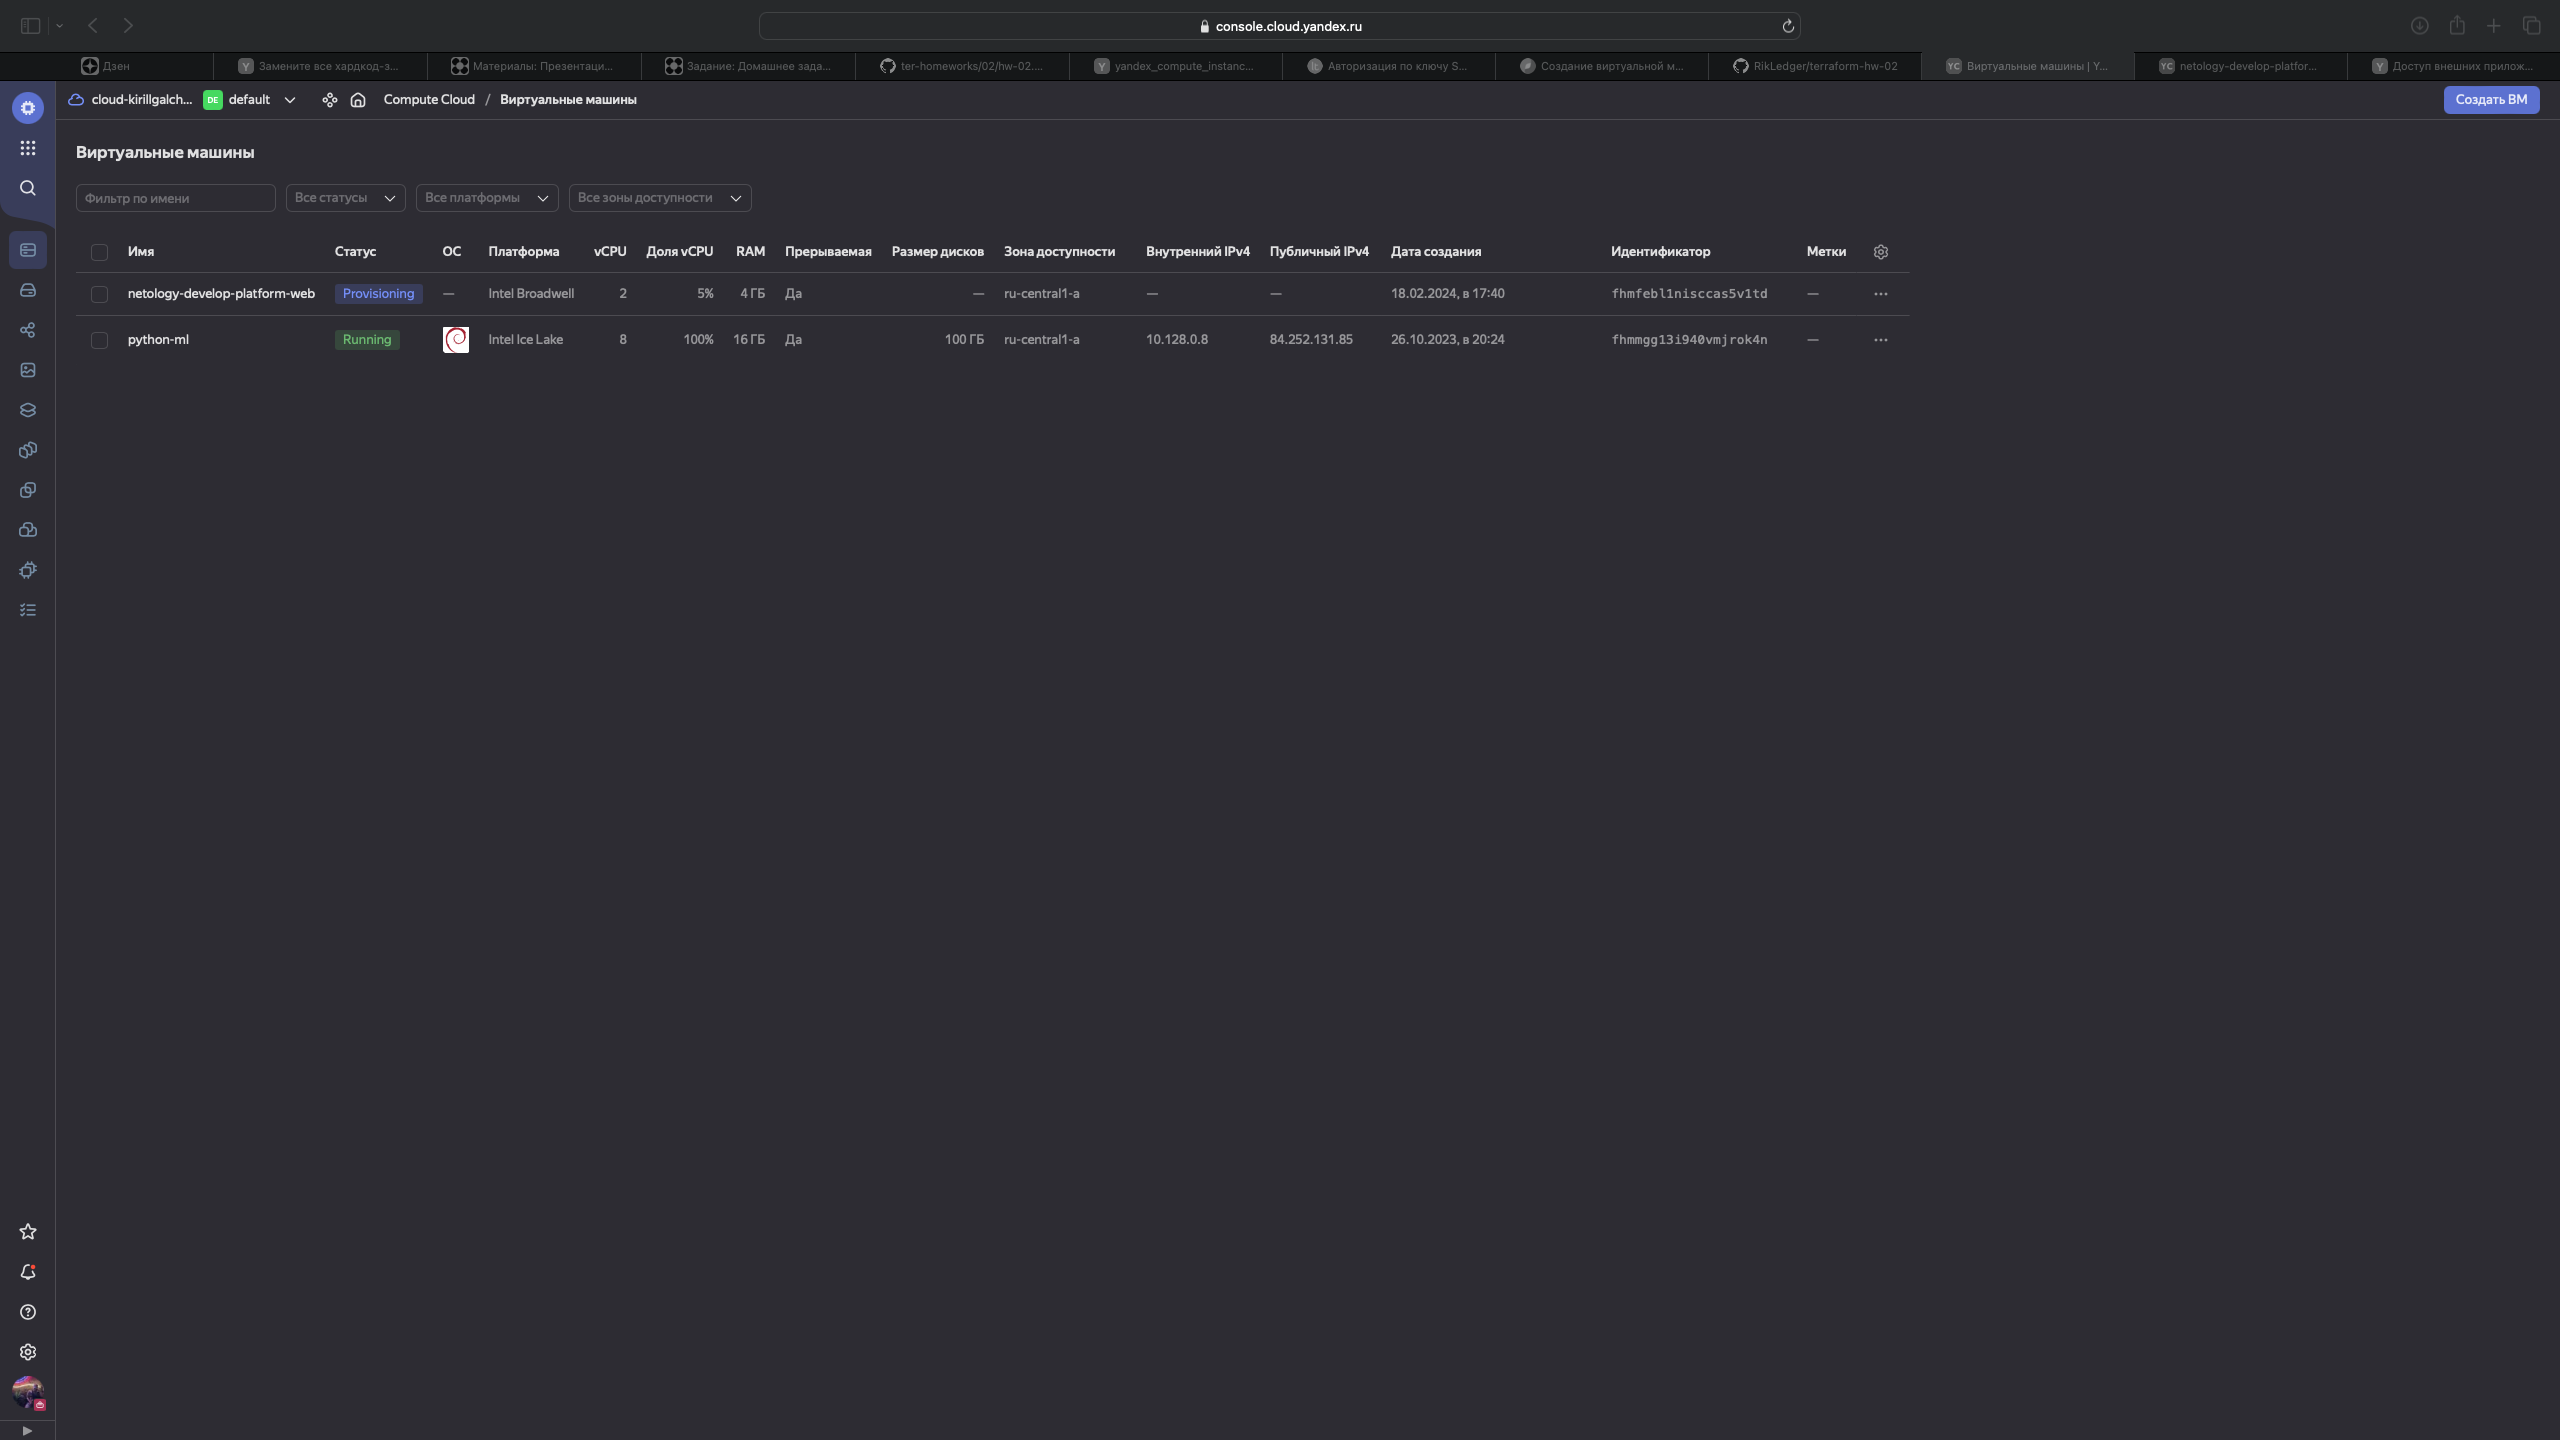 console.cloud.yandex.ru
Дзен
Замените все хардкод-з...
Материалы: Презентаци...
Задание: Домашнее зада...
ter-homeworks/02/hw-02....
yandex_compute_instanc...
Авторизация по ключу S...
Создание виртуальной м...
RikLedger/terraform-hw-02
Виртуальные машины | Y...
netology-develop-platfor...
Доступ внешних прилож...
cloud-kirillgalch... DE default Compute Cloud / Виртуальные машины Создать ВМ
Виртуальные машины
Фильтр по имени Все статусы Все платформы Все зоны доступности
Имя Статус ОС Платформа vCPU Доля vCPU RAM Прерываемая Размер дисков Зона доступности Внутренний IPv4 Публичный IPv4 Дата создания Идентификатор Метки
netology-develop-platform-web Provisioning — Intel Broadwell 2 5% 4 ГБ Да — ru-central1-a — — 18.02.2024, в 17:40 fhmfebl1nisccas5v1td — ...
python-ml Running Intel Ice Lake 8 100% 16 ГБ Да 100 ГБ ru-central1-a 10.128.0.8 84.252.131.85 26.10.2023, в 20:24 fhmmgg13i940vmjrok4n — ...